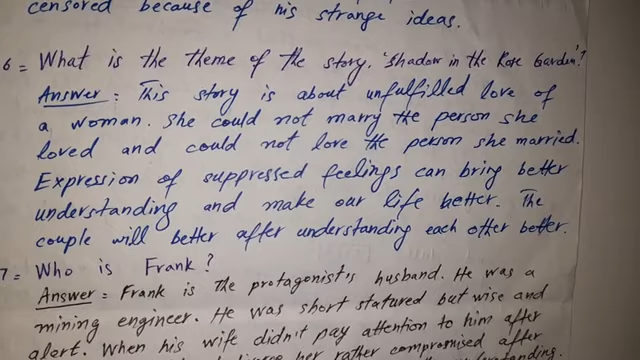 censored because of his strange ideas.
6 = What is the theme of the story, 'Shadow in the Rose Garden'?
Answer : This story is about unfulfilled love of
a woman. She could not marry the person she
loved and could not love the person she married.
Expression of suppressed feelings can bring better
understanding and make our life better. The
couple will better after understanding each other better.
7 = Who is Frank?
Answer : Frank is the protagonist's husband. He was a
mining engineer. He was short statured but wise and
alert. When his wife didn't pay attention to him after
her rather compromised after